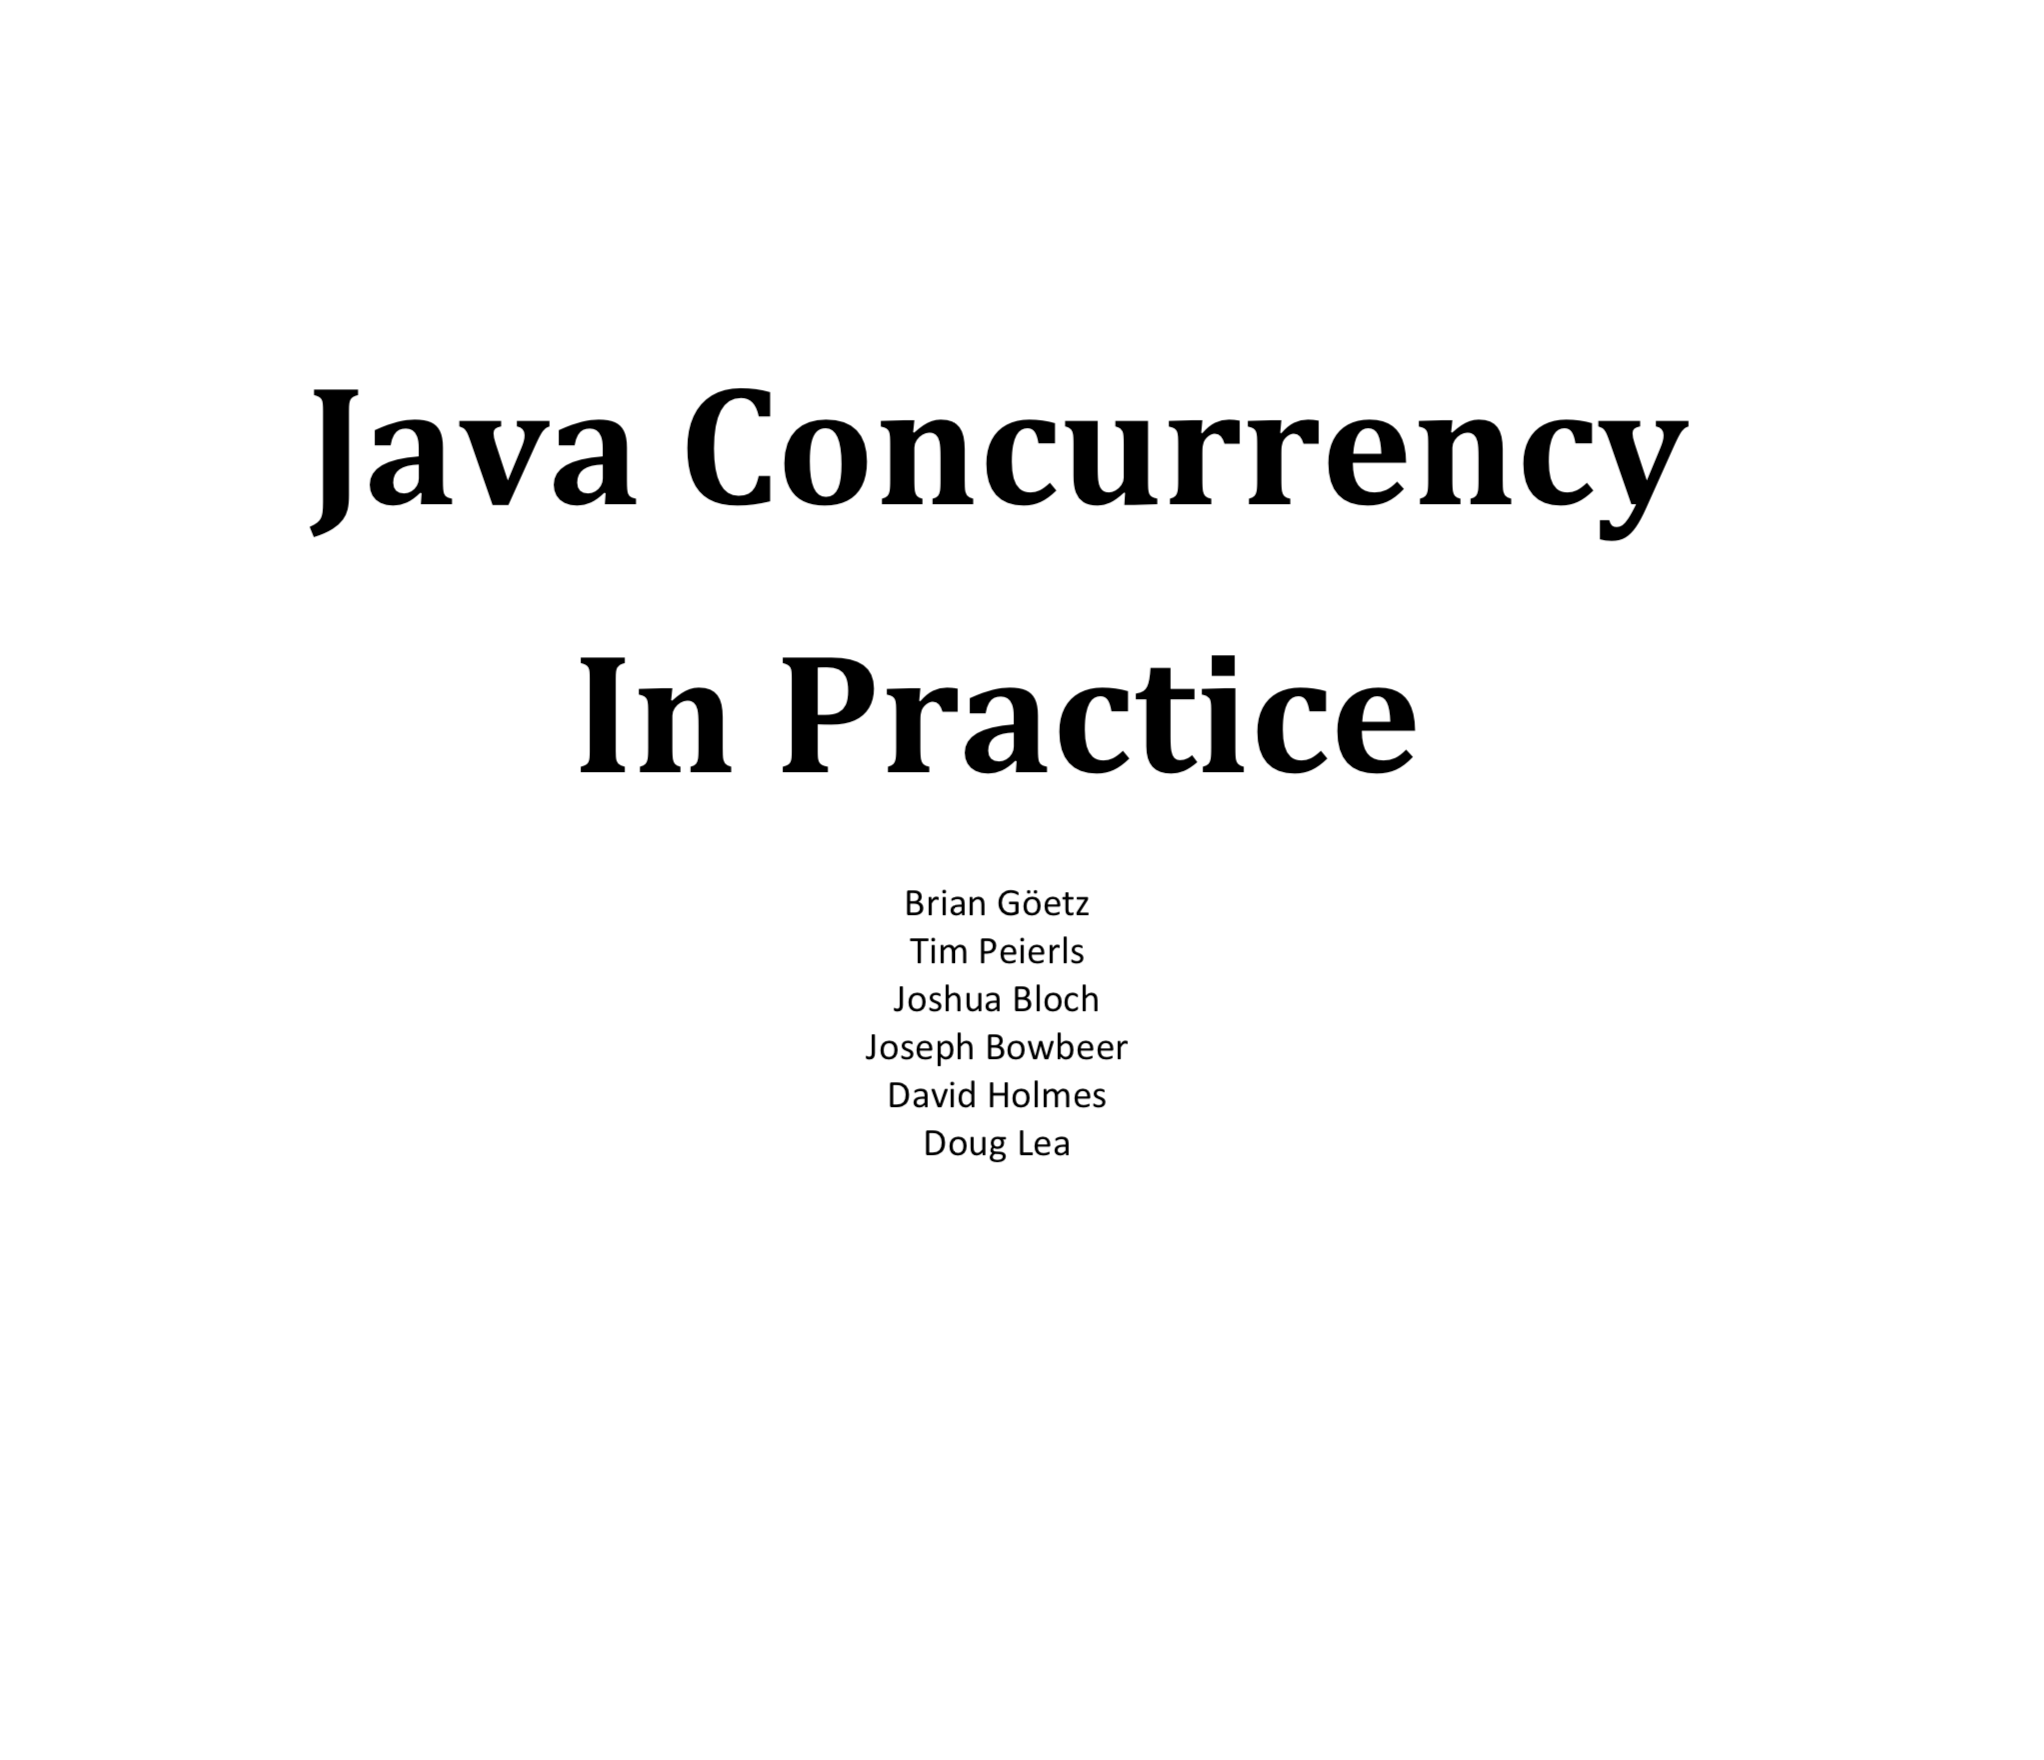 Java Concurrency
In Practice
Brian Göetz
Tim Peierls
Joshua Bloch
Joseph Bowbeer
David Holmes
Doug Lea